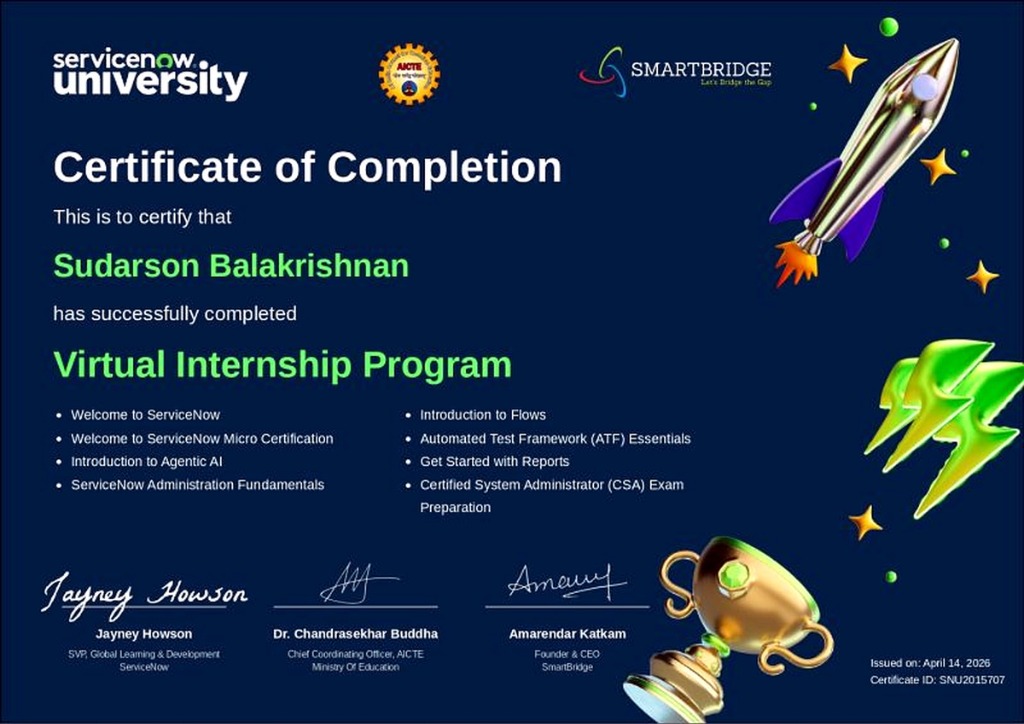 servicenow
university
AICTE
SMARTBRIDGE
Let's Bridge the Gap
Certificate of Completion
This is to certify that
Sudarson Balakrishnan
has successfully completed
Virtual Internship Program
• Welcome to ServiceNow
• Welcome to ServiceNow Micro Certification
• Introduction to Agentic AI
• ServiceNow Administration Fundamentals
• Introduction to Flows
• Automated Test Framework (ATF) Essentials
• Get Started with Reports
• Certified System Administrator (CSA) Exam
Preparation
Jayney Howson
Jayney Howson
SVP, Global Learning & Development
ServiceNow
Dr. Chandrasekhar Buddha
Chief Coordinating Officer, AICTE
Ministry Of Education
Amarendar Katkam
Founder & CEO
SmartBridge
Issued on: April 14, 2026
Certificate ID: SNU2015707